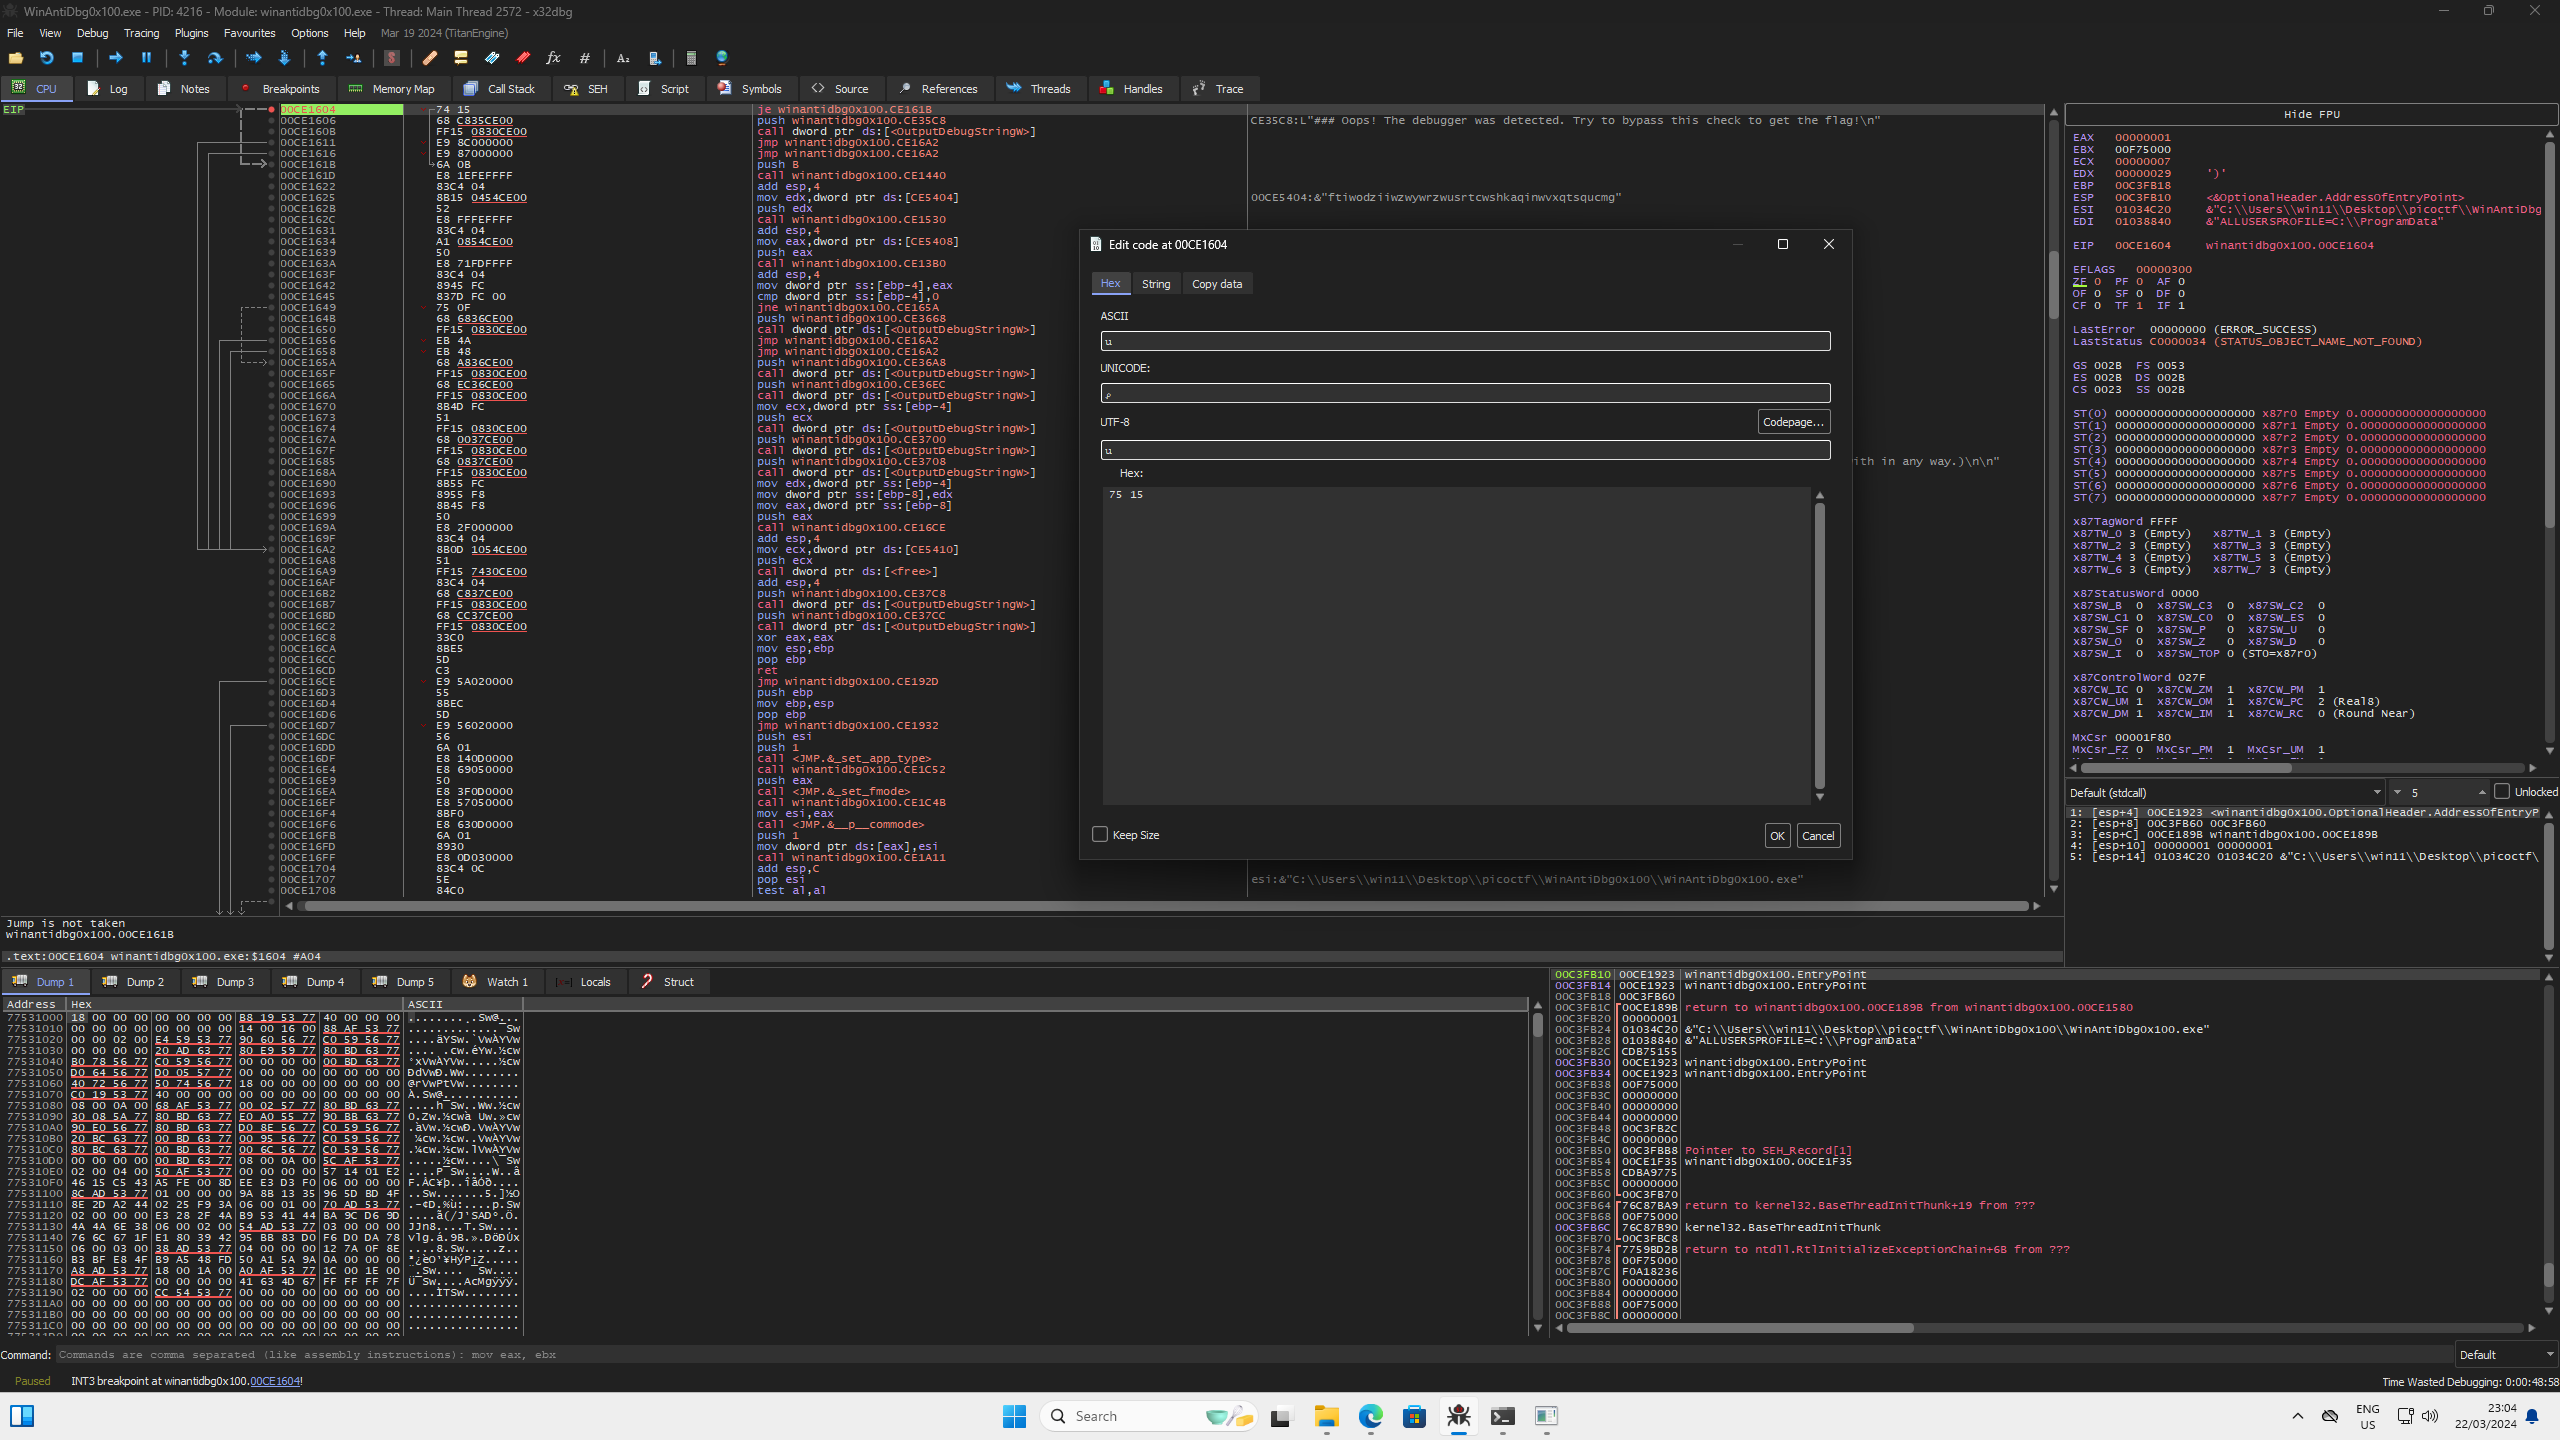 WinAntiDbg0x100.exe - PID: 4216 - Module: winantidbg0x100.exe - Thread: Main Thread 2572 - x32dbg
File View Debug Tracing Plugins Favourites Options Help Mar 19 2024 (TitanEngine)
CPU Log Notes Breakpoints Memory Map Call Stack SEH Script Symbols Source References Threads Handles Trace
EIP
00CE1604 74 15 je winantidbg0x100.CE161B
00CE1606 68 C835CE00 push winantidbg0x100.CE35C8 CE35C8:L"### Oops! The debugger was detected. Try to bypass this check to get the flag!\n"
00CE160B FF15 0830CE00 call dword ptr ds:[<OutputDebugStringW>]
00CE1611 E9 8C000000 jmp winantidbg0x100.CE16A2
00CE1616 E9 87000000 jmp winantidbg0x100.CE16A2
00CE161B 6A 0B push B
00CE161D E8 1EFEFFFF call winantidbg0x100.CE1440
00CE1622 83C4 04 add esp,4
00CE1625 8B15 0454CE00 mov edx,dword ptr ds:[CE5404] 00CE5404:&"ftiwodziiwzwywrzwusrtcwshkaqinwvxqtsqucmg"
00CE162B 52 push edx
00CE162C E8 FFFEFFFF call winantidbg0x100.CE1530
00CE1631 83C4 04 add esp,4
00CE1634 A1 0854CE00 mov eax,dword ptr ds:[CE5408]
00CE1639 50 push eax
00CE163A E8 71FDFFFF call winantidbg0x100.CE13B0
00CE163F 83C4 04 add esp,4
00CE1642 8945 FC mov dword ptr ss:[ebp-4],eax
00CE1645 837D FC 00 cmp dword ptr ss:[ebp-4],0
00CE1649 75 0F jne winantidbg0x100.CE165A
00CE164B 68 6836CE00 push winantidbg0x100.CE3668
00CE1650 FF15 0830CE00 call dword ptr ds:[<OutputDebugStringW>]
00CE1656 EB 4A jmp winantidbg0x100.CE16A2
00CE1658 EB 48 jmp winantidbg0x100.CE16A2
00CE165A 68 A836CE00 push winantidbg0x100.CE36A8
00CE165F FF15 0830CE00 call dword ptr ds:[<OutputDebugStringW>]
00CE1665 68 EC36CE00 push winantidbg0x100.CE36EC
00CE166A FF15 0830CE00 call dword ptr ds:[<OutputDebugStringW>]
00CE1670 8B4D FC mov ecx,dword ptr ss:[ebp-4]
00CE1673 51 push ecx
00CE1674 FF15 0830CE00 call dword ptr ds:[<OutputDebugStringW>]
00CE167A 68 0037CE00 push winantidbg0x100.CE3700
00CE167F FF15 0830CE00 call dword ptr ds:[<OutputDebugStringW>]
00CE1685 68 0837CE00 push winantidbg0x100.CE3708 ith in any way.)\n\n"
00CE168A FF15 0830CE00 call dword ptr ds:[<OutputDebugStringW>]
00CE1690 8B55 FC mov edx,dword ptr ss:[ebp-4]
00CE1693 8955 F8 mov dword ptr ss:[ebp-8],edx
00CE1696 8B45 F8 mov eax,dword ptr ss:[ebp-8]
00CE1699 50 push eax
00CE169A E8 2F000000 call winantidbg0x100.CE16CE
00CE169F 83C4 04 add esp,4
00CE16A2 8B0D 1054CE00 mov ecx,dword ptr ds:[CE5410]
00CE16A8 51 push ecx
00CE16A9 FF15 7430CE00 call dword ptr ds:[<free>]
00CE16AF 83C4 04 add esp,4
00CE16B2 68 C837CE00 push winantidbg0x100.CE37C8
00CE16B7 FF15 0830CE00 call dword ptr ds:[<OutputDebugStringW>]
00CE16BD 68 CC37CE00 push winantidbg0x100.CE37CC
00CE16C2 FF15 0830CE00 call dword ptr ds:[<OutputDebugStringW>]
00CE16C8 33C0 xor eax,eax
00CE16CA 8BE5 mov esp,ebp
00CE16CC 5D pop ebp
00CE16CD C3 ret
00CE16CE E9 5A020000 jmp winantidbg0x100.CE192D
00CE16D3 55 push ebp
00CE16D4 8BEC mov ebp,esp
00CE16D6 5D pop ebp
00CE16D7 E9 56020000 jmp winantidbg0x100.CE1932
00CE16DC 56 push esi
00CE16DD 6A 01 push 1
00CE16DF E8 140D0000 call <JMP.&_set_app_type>
00CE16E4 E8 69050000 call winantidbg0x100.CE1C52
00CE16E9 50 push eax
00CE16EA E8 3F0D0000 call <JMP.&_set_fmode>
00CE16EF E8 57050000 call winantidbg0x100.CE1C4B
00CE16F4 8BF0 mov esi,eax
00CE16F6 E8 630D0000 call <JMP.&__p__commode>
00CE16FB 6A 01 push 1
00CE16FD 8930 mov dword ptr ds:[eax],esi
00CE16FF E8 0D030000 call winantidbg0x100.CE1A11
00CE1704 83C4 0C add esp,C
00CE1707 5E pop esi esi:&"C:\\Users\\win11\\Desktop\\picoctf\\WinAntiDbg0x100\\WinAntiDbg0x100.exe"
00CE1708 84C0 test al,al
Edit code at 00CE1604
Hex String Copy data
ASCII
u
UNICODE:
UTF-8 Codepage...
u
Hex:
75 15
Keep Size OK Cancel
Hide FPU
EAX 00000001
EBX 00F75000
ECX 00000007
EDX 00000029 ')'
EBP 00C3FB18
ESP 00C3FB10 <&OptionalHeader.AddressOfEntryPoint>
ESI 01034C20 &"C:\\Users\\win11\\Desktop\\picoctf\\WinAntiDbg
EDI 01038840 &"ALLUSERSPROFILE=C:\\ProgramData"
EIP 00CE1604 winantidbg0x100.00CE1604
EFLAGS 00000300
ZF 0 PF 0 AF 0
OF 0 SF 0 DF 0
CF 0 TF 1 IF 1
LastError 00000000 (ERROR_SUCCESS)
LastStatus C0000034 (STATUS_OBJECT_NAME_NOT_FOUND)
GS 002B FS 0053
ES 002B DS 002B
CS 0023 SS 002B
ST(0) 00000000000000000000 x87r0 Empty 0.000000000000000000
ST(1) 00000000000000000000 x87r1 Empty 0.000000000000000000
ST(2) 00000000000000000000 x87r2 Empty 0.000000000000000000
ST(3) 00000000000000000000 x87r3 Empty 0.000000000000000000
ST(4) 00000000000000000000 x87r4 Empty 0.000000000000000000
ST(5) 00000000000000000000 x87r5 Empty 0.000000000000000000
ST(6) 00000000000000000000 x87r6 Empty 0.000000000000000000
ST(7) 00000000000000000000 x87r7 Empty 0.000000000000000000
x87TagWord FFFF
x87TW_0 3 (Empty) x87TW_1 3 (Empty)
x87TW_2 3 (Empty) x87TW_3 3 (Empty)
x87TW_4 3 (Empty) x87TW_5 3 (Empty)
x87TW_6 3 (Empty) x87TW_7 3 (Empty)
x87StatusWord 0000
x87SW_B 0 x87SW_C3 0 x87SW_C2 0
x87SW_C1 0 x87SW_C0 0 x87SW_ES 0
x87SW_SF 0 x87SW_P 0 x87SW_U 0
x87SW_O 0 x87SW_Z 0 x87SW_D 0
x87SW_I 0 x87SW_TOP 0 (ST0=x87r0)
x87ControlWord 027F
x87CW_IC 0 x87CW_ZM 1 x87CW_PM 1
x87CW_UM 1 x87CW_OM 1 x87CW_PC 2 (Real8)
x87CW_DM 1 x87CW_IM 1 x87CW_RC 0 (Round Near)
MxCsr 00001F80
MxCsr_FZ 0 MxCsr_PM 1 MxCsr_UM 1
Default (stdcall) 5 Unlocked
1: [esp+4] 00CE1923 <winantidbg0x100.OptionalHeader.AddressOfEntryP
2: [esp+8] 00C3FB60 00C3FB60
3: [esp+C] 00CE189B winantidbg0x100.00CE189B
4: [esp+10] 00000001 00000001
5: [esp+14] 01034C20 01034C20 &"C:\\Users\\win11\\Desktop\\picoctf\
Jump is not taken
winantidbg0x100.00CE161B
.text:00CE1604 winantidbg0x100.exe:$1604 #A04
Dump 1 Dump 2 Dump 3 Dump 4 Dump 5 Watch 1 Locals Struct
Address Hex ASCII
77531000 18 00 00 00 00 00 00 00 B8 19 53 77 40 00 00 00
77531010 00 00 00 00 00 00 00 00 14 00 16 00 88 AF 53 77
77531020 00 00 02 00 E4 59 53 77 90 60 56 77 C0 59 56 77
77531030 00 00 00 00 20 AD 63 77 80 E9 59 77 80 BD 63 77
77531040 B0 78 56 77 C0 59 56 77 00 00 00 00 00 BD 63 77
77531050 D0 64 56 77 D0 05 57 77 00 00 00 00 00 00 00 00
77531060 40 72 56 77 50 74 56 77 18 00 00 00 00 00 00 00
77531070 C0 19 53 77 40 00 00 00 00 00 00 00 00 00 00 00
77531080 08 00 0A 00 68 AF 53 77 00 02 57 77 80 BD 63 77
77531090 30 08 5A 77 80 BD 63 77 E0 A0 55 77 90 BB 63 77
775310A0 90 E0 56 77 80 BD 63 77 D0 8E 56 77 C0 59 56 77
775310B0 20 BC 63 77 00 BD 63 77 00 95 56 77 C0 59 56 77
775310C0 80 BC 63 77 00 BD 63 77 00 6C 56 77 C0 59 56 77
775310D0 00 00 00 00 00 BD 63 77 08 00 0A 00 5C AF 53 77
775310E0 02 00 04 00 50 AF 53 77 00 00 00 00 57 14 01 E2
775310F0 46 15 C5 43 A5 FE 00 8D EE E3 D3 F0 06 00 00 00
77531100 8C AD 53 77 01 00 00 00 9A 8B 13 35 96 5D BD 4F
77531110 8E 2D A2 44 02 25 F9 3A 06 00 01 00 70 AD 53 77
77531120 02 00 00 00 E3 28 2F 4A B9 53 41 44 BA 9C D6 9D
77531130 4A 4A 6E 38 06 00 02 00 54 AD 53 77 03 00 00 00
77531140 76 6C 67 1F E1 80 39 42 95 BB 83 D0 F6 D0 DA 78
77531150 06 00 03 00 38 AD 53 77 04 00 00 00 12 7A 0F 8E
77531160 B3 BF E8 4F B9 A5 48 FD 50 A1 5A 9A 0A 00 00 00
77531170 A8 AD 53 77 18 00 1A 00 A0 AF 53 77 1C 00 1E 00
77531180 DC AF 53 77 00 00 00 00 41 63 4D 67 FF FF FF 7F
77531190 02 00 00 00 CC 54 53 77 00 00 00 00 00 00 00 00
775311A0 00 00 00 00 00 00 00 00 00 00 00 00 00 00 00 00
775311B0 00 00 00 00 00 00 00 00 00 00 00 00 00 00 00 00
775311C0 00 00 00 00 00 00 00 00 00 00 00 00 00 00 00 00
00C3FB10 00CE1923 winantidbg0x100.EntryPoint
00C3FB14 00CE1923 winantidbg0x100.EntryPoint
00C3FB18 00C3FB60
00C3FB1C 00CE189B return to winantidbg0x100.00CE189B from winantidbg0x100.00CE1580
00C3FB20 00000001
00C3FB24 01034C20 &"C:\\Users\\win11\\Desktop\\picoctf\\WinAntiDbg0x100\\WinAntiDbg0x100.exe"
00C3FB28 01038840 &"ALLUSERSPROFILE=C:\\ProgramData"
00C3FB2C CDB75155
00C3FB30 00CE1923 winantidbg0x100.EntryPoint
00C3FB34 00CE1923 winantidbg0x100.EntryPoint
00C3FB38 00F75000
00C3FB3C 00000000
00C3FB40 00000000
00C3FB44 00000000
00C3FB48 00C3FB2C
00C3FB4C 00000000
00C3FB50 00C3FBB8 Pointer to SEH_Record[1]
00C3FB54 00CE1F35 winantidbg0x100.00CE1F35
00C3FB58 CDBA9775
00C3FB5C 00000000
00C3FB60 00C3FB70
00C3FB64 76C87BA9 return to kernel32.BaseThreadInitThunk+19 from ???
00C3FB68 00F75000
00C3FB6C 76C87B90 kernel32.BaseThreadInitThunk
00C3FB70 00C3FBC8
00C3FB74 7759BD2B return to ntdll.RtlInitializeExceptionChain+6B from ???
00C3FB78 00F75000
00C3FB7C F0A18236
00C3FB80 00000000
00C3FB84 00000000
00C3FB88 00F75000
00C3FB8C 00000000
Command: Commands are comma separated (like assembly instructions): mov eax, ebx Default
Paused INT3 breakpoint at winantidbg0x100.00CE1604! Time Wasted Debugging: 0:00:48:58
Search
ENG
US
23:04
22/03/2024